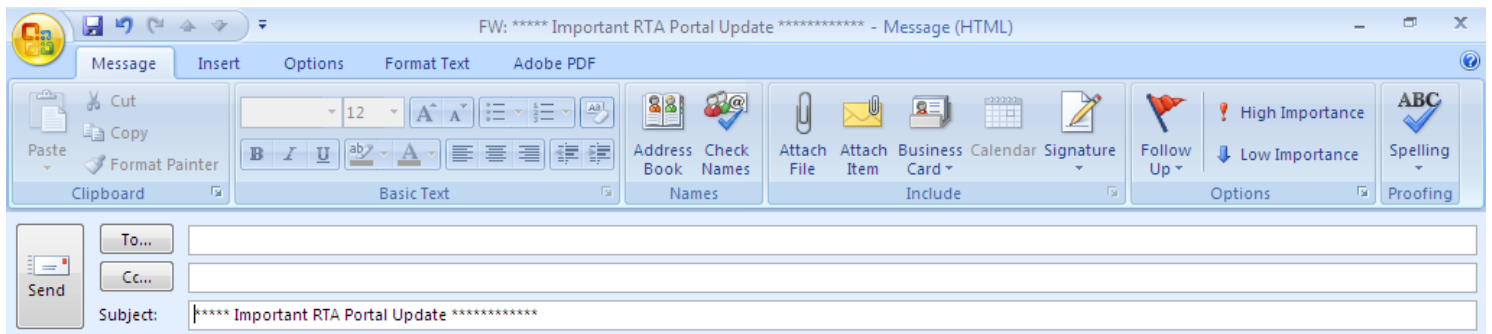 FW: ***** Important RTA Portal Update ************ - Message (HTML)
Message Insert Options Format Text Adobe PDF
Cut
Copy
Paste
Format Painter
Clipboard
12
B I U
Basic Text
Address Book
Check Names
Names
Attach File
Attach Item
Business Card
Calendar
Signature
Include
Follow Up
High Importance
Low Importance
Options
ABC
Spelling
Proofing
Send
To...
Cc...
Subject: ***** Important RTA Portal Update ************